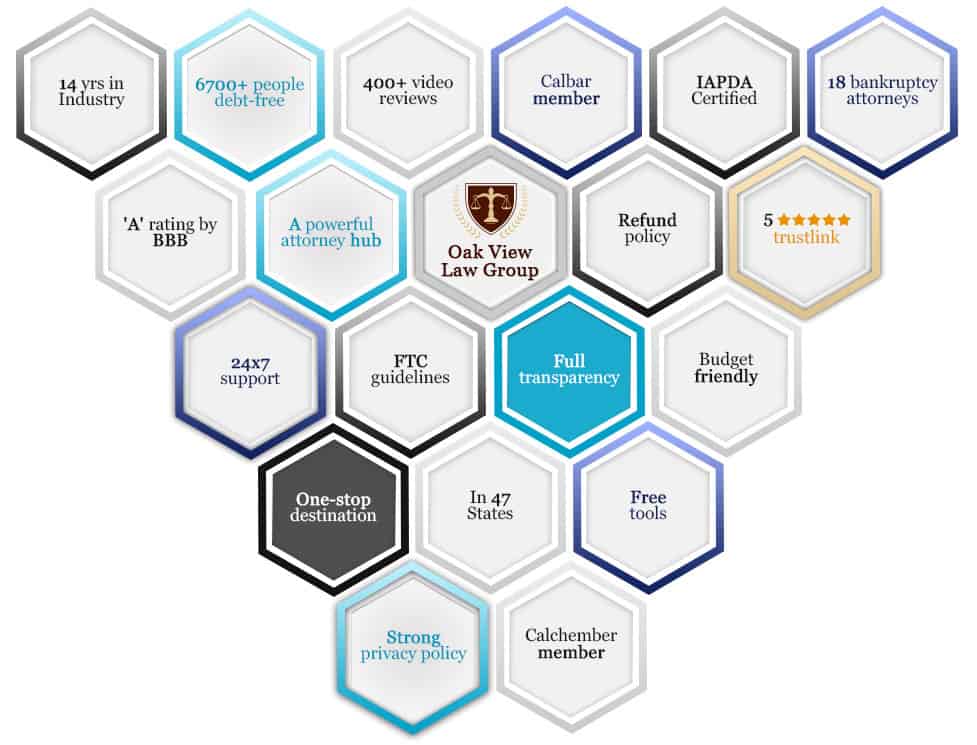 14 yrs in
Industry
6700+ people
debt-free
400+ video
reviews
Calbar
member
IAPDA
Certified
18 bankruptcy
attorneys
'A' rating by
BBB
A powerful
attorney hub
Oak View
Law Group
Refund
policy
5 ★★★★★
trustlink
24x7
support
FTC
guidelines
Full
transparency
Budget
friendly
One-stop
destination
In 47
States
Free
tools
Strong
privacy policy
Calchember
member